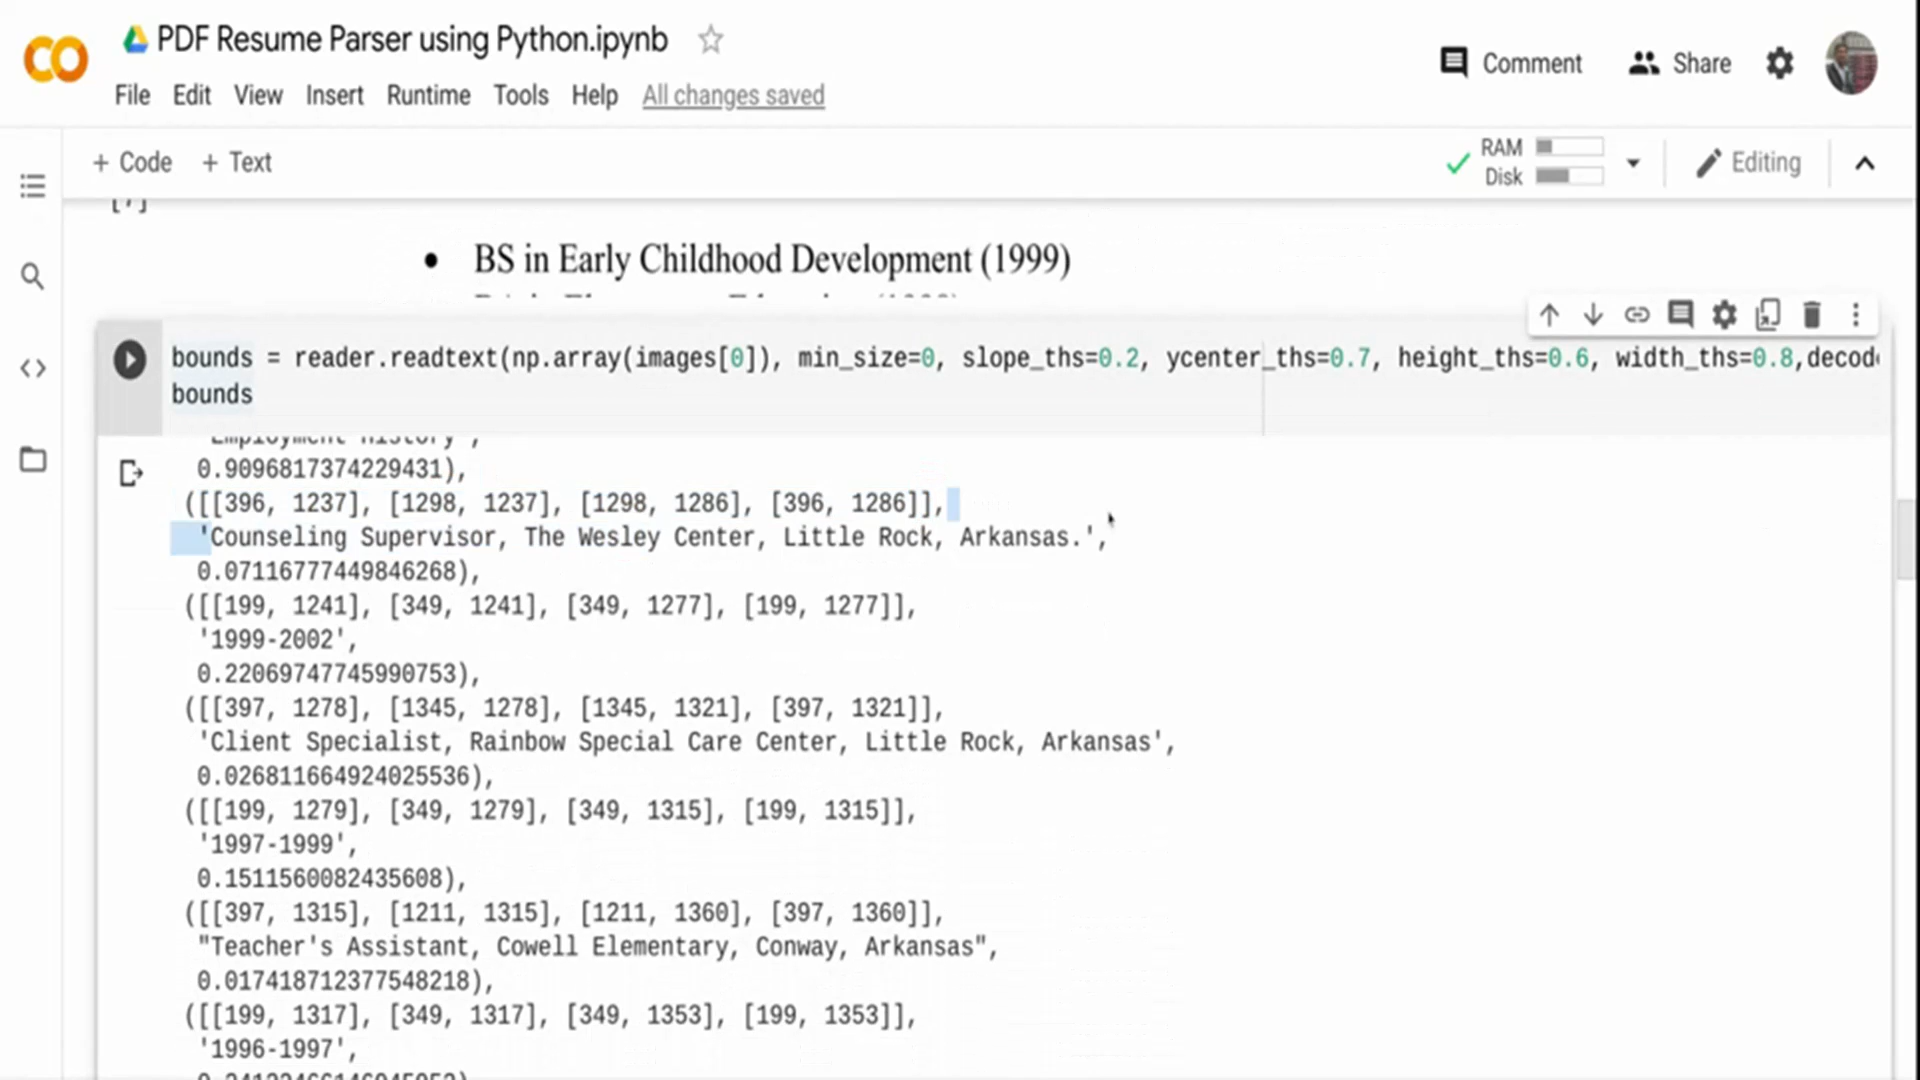 PDF Resume Parser using Python.ipynb
Comment
Share
File Edit View Insert Runtime Tools Help All changes saved
+ Code + Text
RAM
Disk
Editing
[7]
• BS in Early Childhood Development (1999)
bounds = reader.readtext(np.array(images[0]), min_size=0, slope_ths=0.2, ycenter_ths=0.7, height_ths=0.6, width_ths=0.8,decod
bounds
'Employment History',
0.9096817374229431),
([[396, 1237], [1298, 1237], [1298, 1286], [396, 1286]],
'Counseling Supervisor, The Wesley Center, Little Rock, Arkansas.',
0.07116777449846268),
([[199, 1241], [349, 1241], [349, 1277], [199, 1277]],
'1999-2002',
0.220697747745990753),
([[397, 1278], [1345, 1278], [1345, 1321], [397, 1321]],
'Client Specialist, Rainbow Special Care Center, Little Rock, Arkansas',
0.026811664924025536),
([[199, 1279], [349, 1279], [349, 1315], [199, 1315]],
'1997-1999',
0.1511560082435608),
([[397, 1315], [1211, 1315], [1211, 1360], [397, 1360]],
"Teacher's Assistant, Cowell Elementary, Conway, Arkansas",
0.017418712377548218),
([[199, 1317], [349, 1317], [349, 1353], [199, 1353]],
'1996-1997',